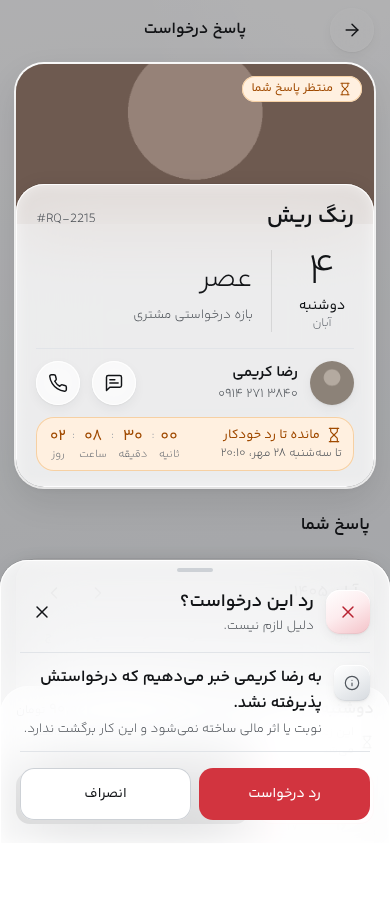 پاسخ درخواست
منتظر پاسخ شما
رنگ ریش
#RQ-2215
۴
دوشنبه
آبان
عصر
بازه درخواستی مشتری
رضا کریمی
۰۹۱۴ ۲۷۱ ۳۸۴۰
مانده تا رد خودکار
تا سه‌شنبه ۲۸ مهر، ۲۰:۱۰
۰۲ : ۰۸ : ۳۰ : ۰۰
روز ساعت دقیقه ثانیه
پاسخ شما
رد این درخواست؟
دلیل لازم نیست.
به رضا کریمی خبر می‌دهیم که درخواستش
پذیرفته نشد.
نوبت یا اثر مالی ساخته نمی‌شود و این کار برگشت ندارد.
رد درخواست
انصراف